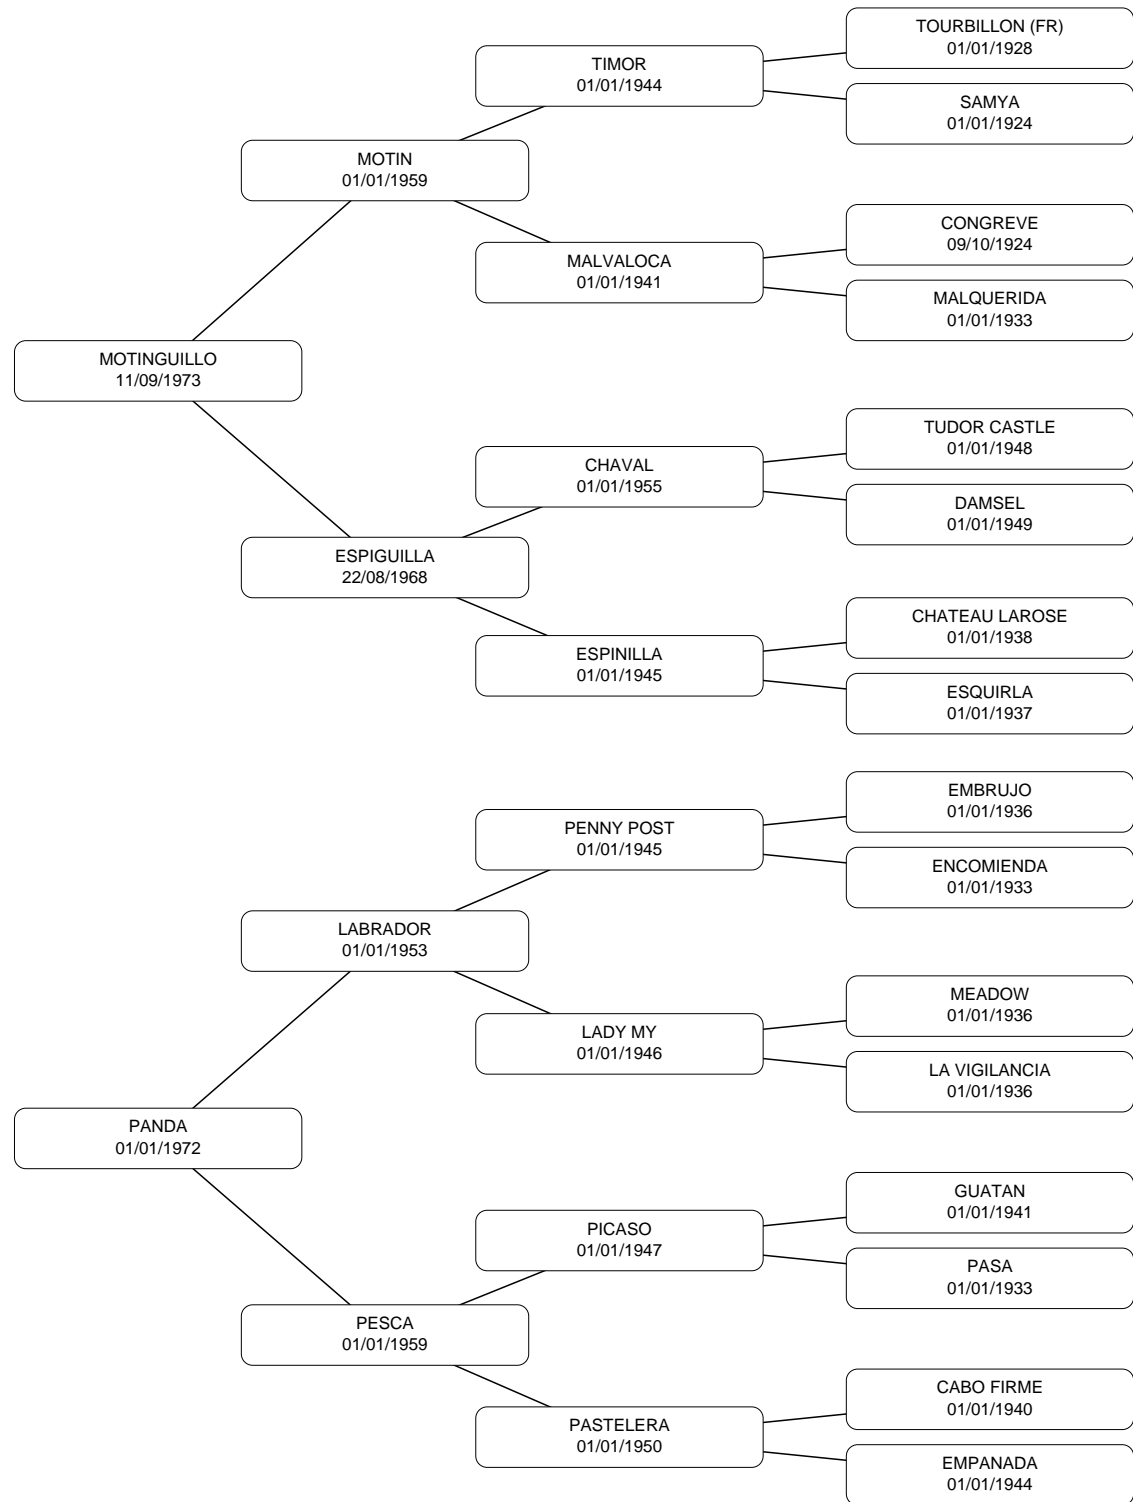 TOURBILLON (FR)
01/01/1928
TIMOR
01/01/1944
SAMYA
01/01/1924
MOTIN
01/01/1959
CONGREVE
09/10/1924
MALVALOCA
01/01/1941
MALQUERIDA
01/01/1933
MOTINGUILLO
11/09/1973
TUDOR CASTLE
01/01/1948
CHAVAL
01/01/1955
DAMSEL
01/01/1949
ESPIGUILLA
22/08/1968
CHATEAU LAROSE
01/01/1938
ESPINILLA
01/01/1945
ESQUIRLA
01/01/1937
EMBRUJO
01/01/1936
PENNY POST
01/01/1945
ENCOMIENDA
01/01/1933
LABRADOR
01/01/1953
MEADOW
01/01/1936
LADY MY
01/01/1946
LA VIGILANCIA
01/01/1936
PANDA
01/01/1972
GUATAN
01/01/1941
PICASO
01/01/1947
PASA
01/01/1933
PESCA
01/01/1959
CABO FIRME
01/01/1940
PASTELERA
01/01/1950
EMPANADA
01/01/1944